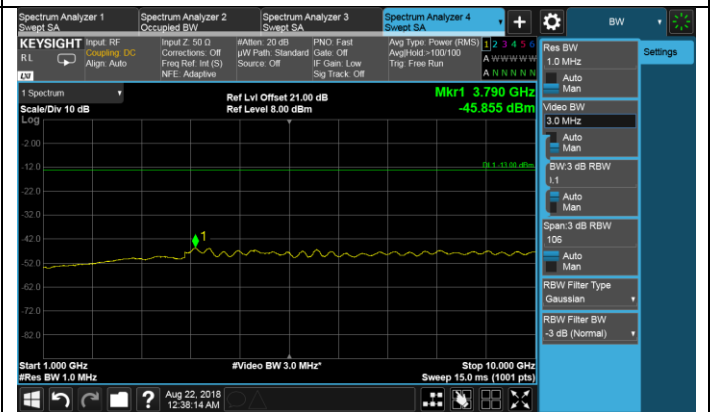 Spectrum Analyzer 1
Swept SA
Spectrum Analyzer 2
Occupied BW
Spectrum Analyzer 3
Swept SA
Spectrum Analyzer 4
Swept SA
BW
KEYSIGHT
RL
Input: RF
Coupling: DC
Align: Auto
Input Z: 50 Ω
Corrections: Off
Freq Ref: Int (S)
NFE: Adaptive
#Atten: 20 dB
µW Path: Standard
Source: Off
PNO: Fast
Gate: Off
IF Gain: Low
Sig Track: Off
Avg Type: Power (RMS)
Avg|Hold:>100/100
Trig: Free Run
1 2 3 4 5 6
A W W W W W
A N N N N N
1 Spectrum
Scale/Div 10 dB
Log
Ref Lvl Offset 21.00 dB
Ref Level 8.00 dBm
Mkr1 3.790 GHz
-45.855 dBm
-2.00
-12.0
DL1 -13.00 dBm
-22.0
-32.0
-42.0
1
-52.0
-62.0
-72.0
-82.0
Start 1.000 GHz
#Res BW 1.0 MHz
#Video BW 3.0 MHz*
Stop 10.000 GHz
Sweep 15.0 ms (1001 pts)
Aug 22, 2018
12:38:14 AM
?
Res BW
1.0 MHz
Auto
Man
Video BW
3.0 MHz
Auto
Man
BW:3 dB RBW
Auto
Man
Span:3 dB RBW
106
Auto
Man
RBW Filter Type
Gaussian
RBW Filter BW
-3 dB (Normal)
Settings